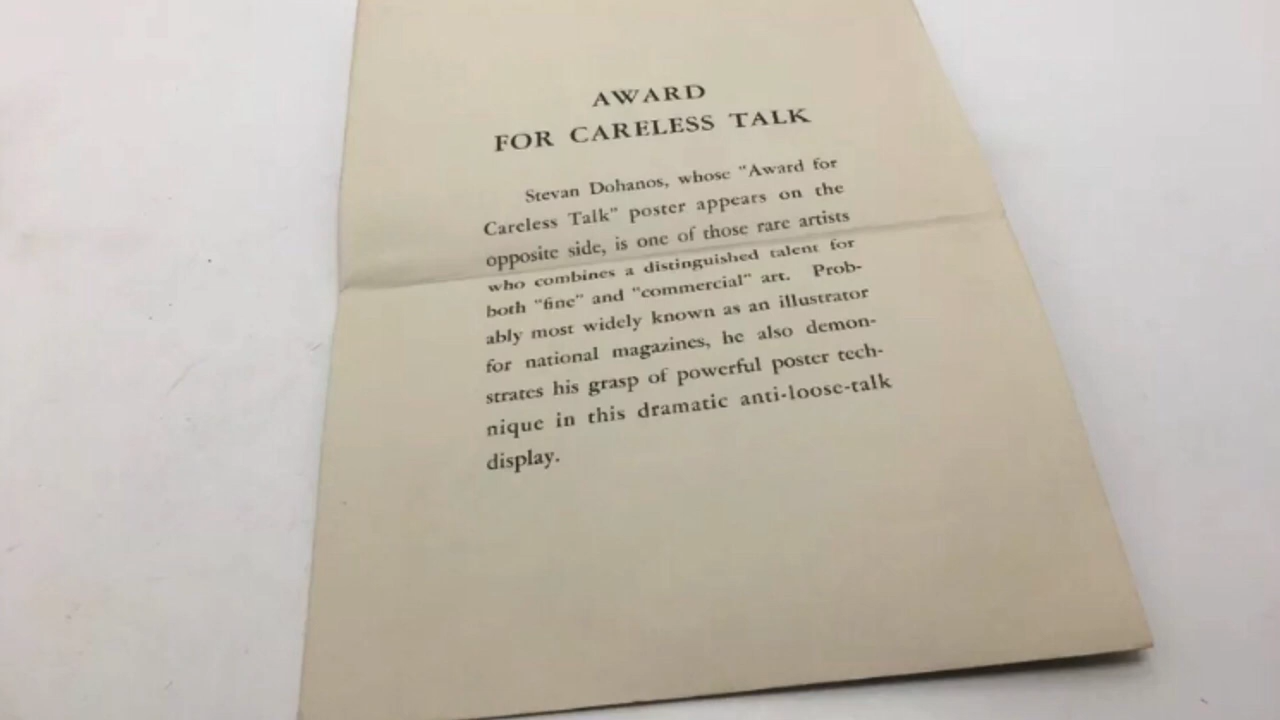 AWARD
FOR CARELESS TALK
Stevan Dohanos, whose "Award for
Careless Talk" poster appears on the
opposite side, is one of those rare artists
who combines a distinguished talent for
both "fine" and "commercial" art. Prob-
ably most widely known as an illustrator
for national magazines, he also demon-
strates his grasp of powerful poster tech-
nique in this dramatic anti-loose-talk
display.